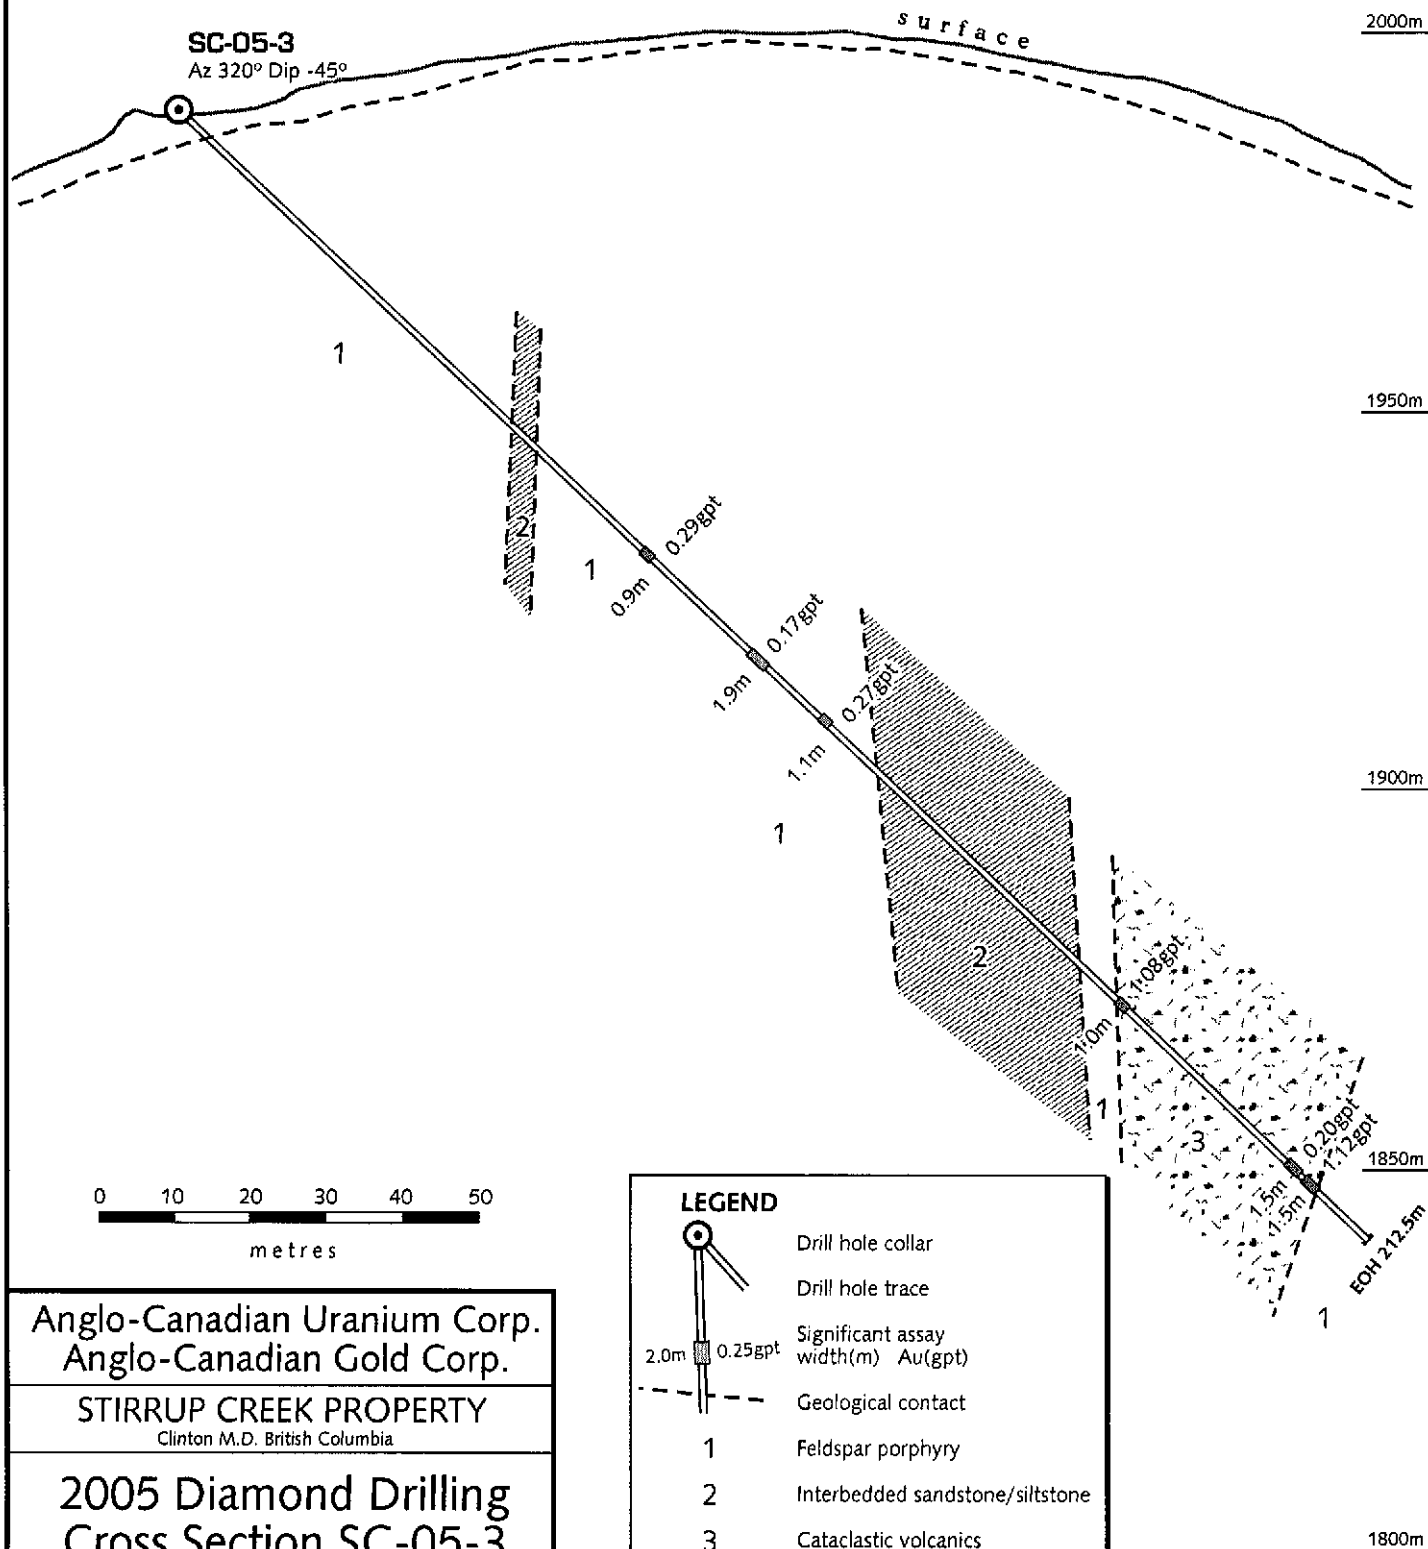 surface
2000m
SC-05-3
Az 320° Dip -45°
1
1950m
2
1
0.29gpt
0.9m
0.17gpt
1.9m
0.27gpt
1.1m
1900m
1
2
1.08gpt
1.0m
1
3
0.20gpt
1.12gpt
1850m
1.5m
1.5m
EOH 212.5m
1
0 10 20 30 40 50
metres
LEGEND
Drill hole collar
Drill hole trace
Significant assay
2.0m 0.25gpt width(m) Au(gpt)
Geological contact
1 Feldspar porphyry
2 Interbedded sandstone/siltstone
3 Cataclastic volcanics
Anglo-Canadian Uranium Corp.
Anglo-Canadian Gold Corp.
STIRRUP CREEK PROPERTY
Clinton M.D. British Columbia
2005 Diamond Drilling
Cross Section SC-05-3
1800m